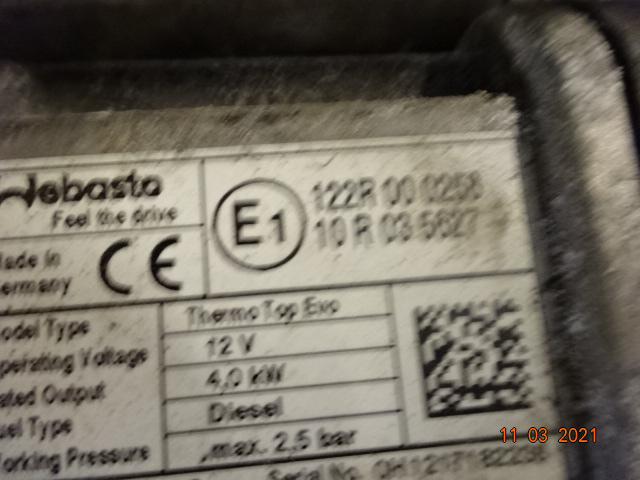 Webasto
Feel the drive
E1
122R 00 0258
10 R 03 5627
Made in
Germany
CE
Model Type Thermo Top Evo
Operating Voltage 12 V
Rated Output 4,0 kW
Fuel Type Diesel
Working Pressure max. 2,5 bar
Serial No.
11 03 2021